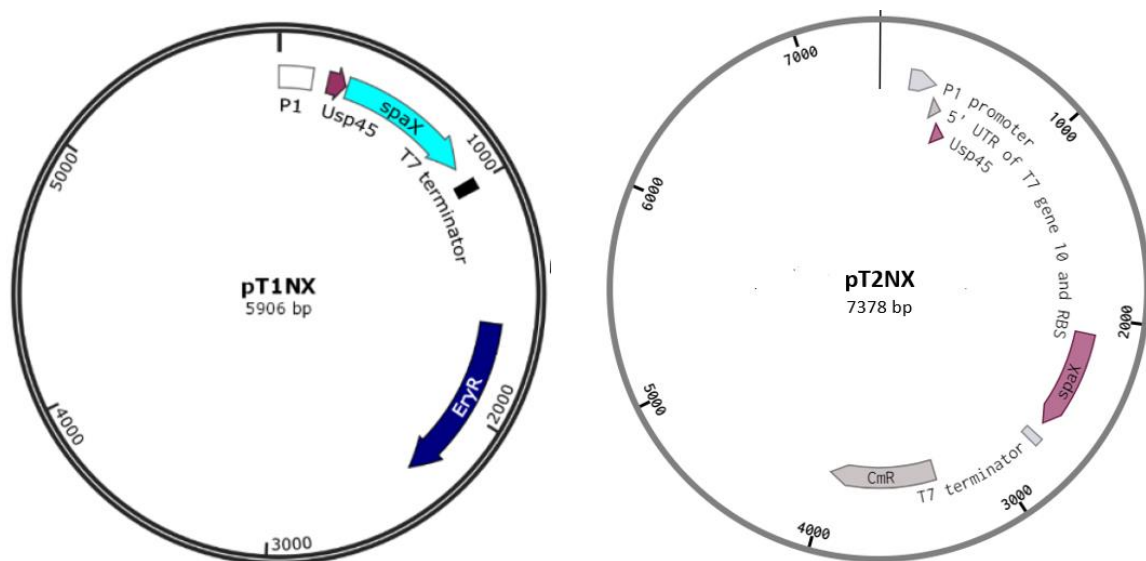 P1
Usp45
spaX
T7 terminator
1000
EryR
2000
3000
4000
5000
pT1NX
5906 bp
P1 promoter
5' UTR of T7 gene 10 and RBS
Usp45
1000
2000
spaX
T7 terminator
3000
CmR
4000
5000
6000
7000
pT2NX
7378 bp